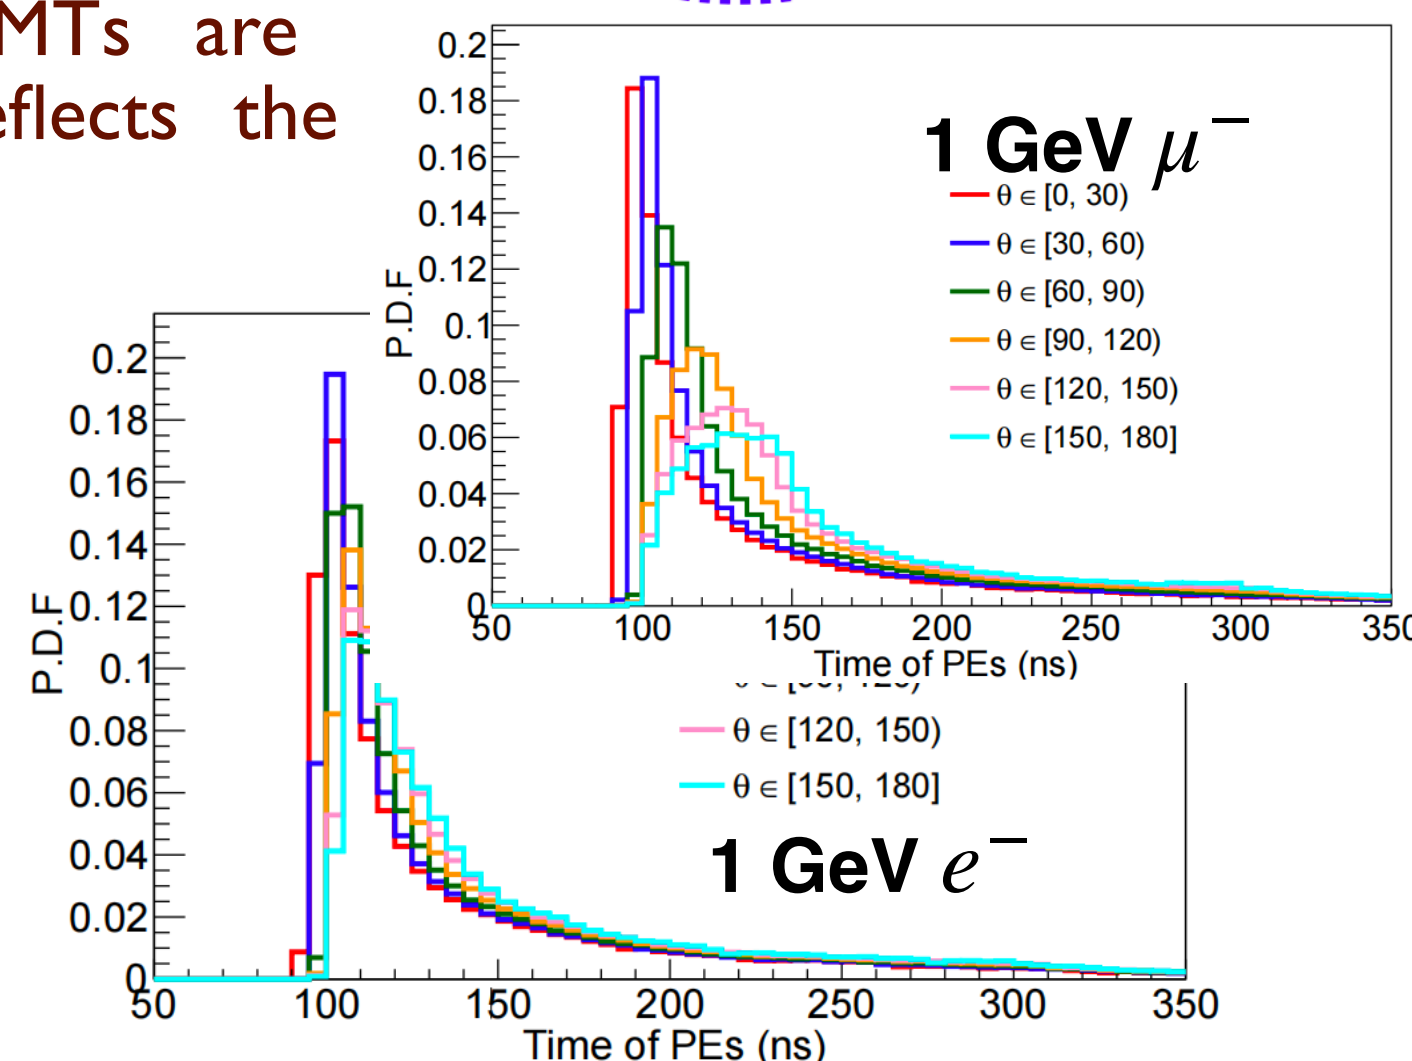 MTs are
eflects the
0.2
0.18
0.16
0.14
0.12
0.1
0.08
0.06
0.04
0.02
0
P.D.F
1 GeV μ⁻
θ ∈ [0, 30)
θ ∈ [30, 60)
θ ∈ [60, 90)
θ ∈ [90, 120)
θ ∈ [120, 150)
θ ∈ [150, 180]
50 100 150 200 250 300 350
Time of PEs (ns)
0.2
0.18
0.16
0.14
0.12
0.1
0.08
0.06
0.04
0.02
0
P.D.F
θ ∈ [120, 150)
θ ∈ [150, 180]
1 GeV e⁻
50 100 150 200 250 300 350
Time of PEs (ns)